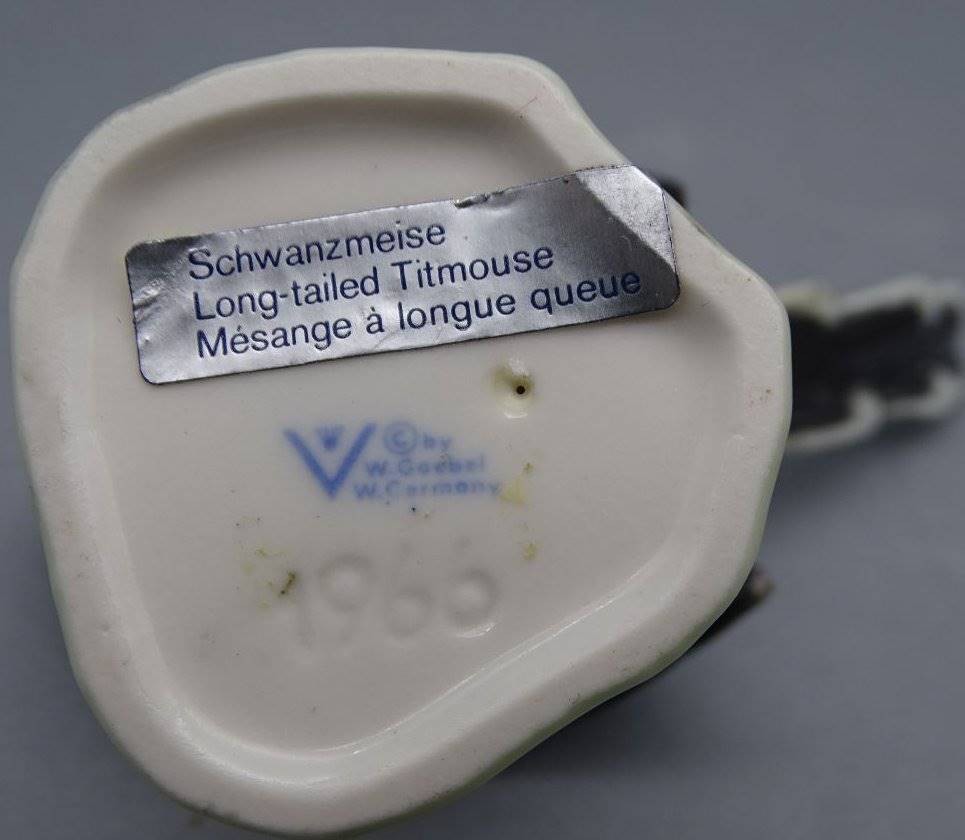 Schwanzmeise
Long-tailed Titmouse
Mésange à longue queue
© by
W. Goebel
W. Germany
1966